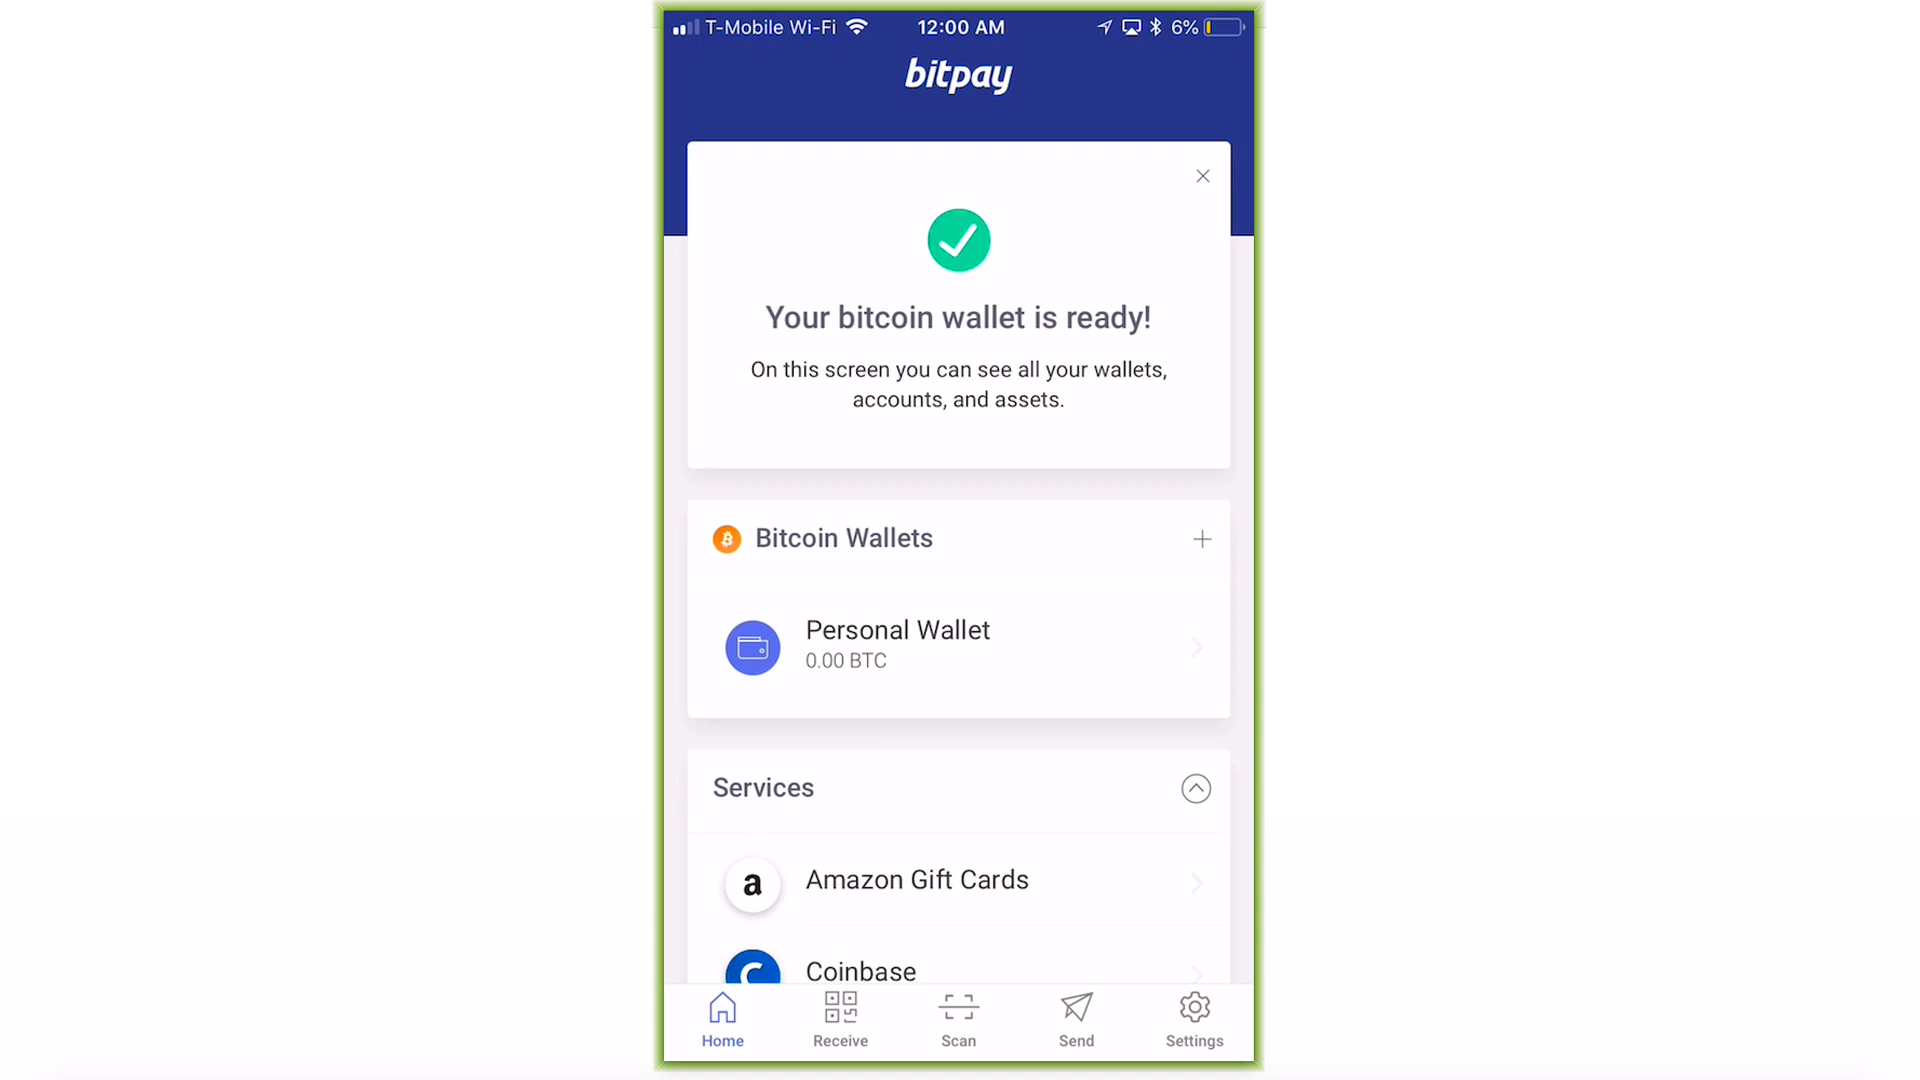 T-Mobile Wi-Fi 12:00 AM 6%
bitpay
Your bitcoin wallet is ready!
On this screen you can see all your wallets,
accounts, and assets.
Bitcoin Wallets
Personal Wallet
0.00 BTC
Services
a Amazon Gift Cards
Coinbase
Home Receive Scan Send Settings